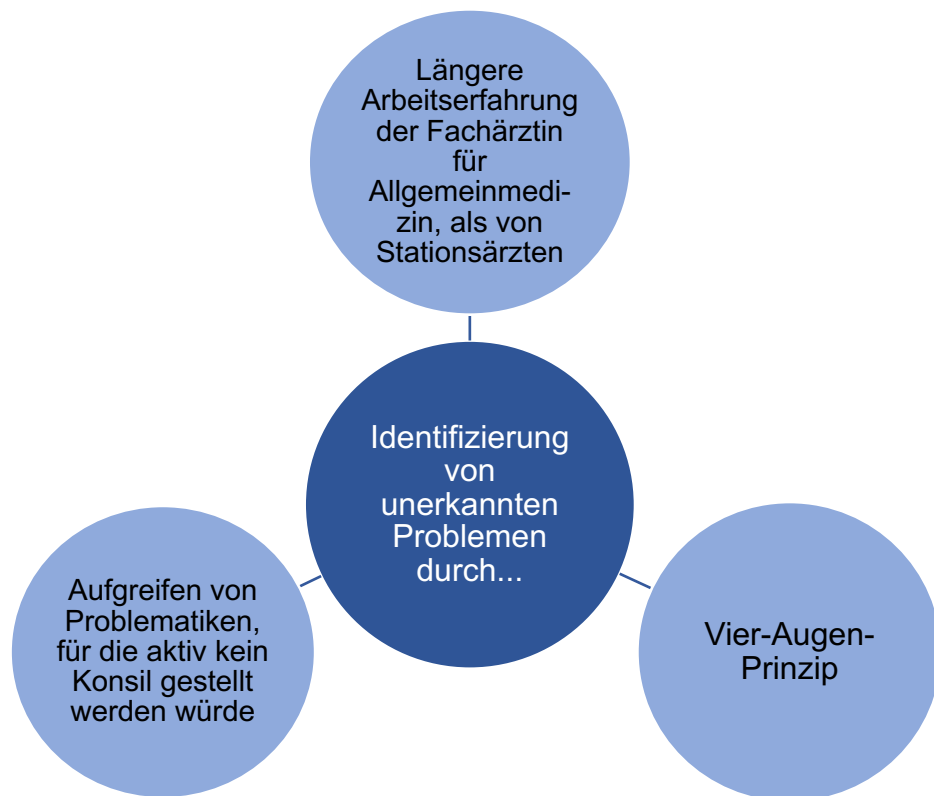 Längere
Arbeitserfahrung
der Fachärztin
für
Allgemeinmedi-
zin, als von
Stationsärzten
Identifizierung
von
unerkannten
Problemen
durch...
Aufgreifen von
Problematiken,
für die aktiv kein
Konsil gestellt
werden würde
Vier-Augen-
Prinzip